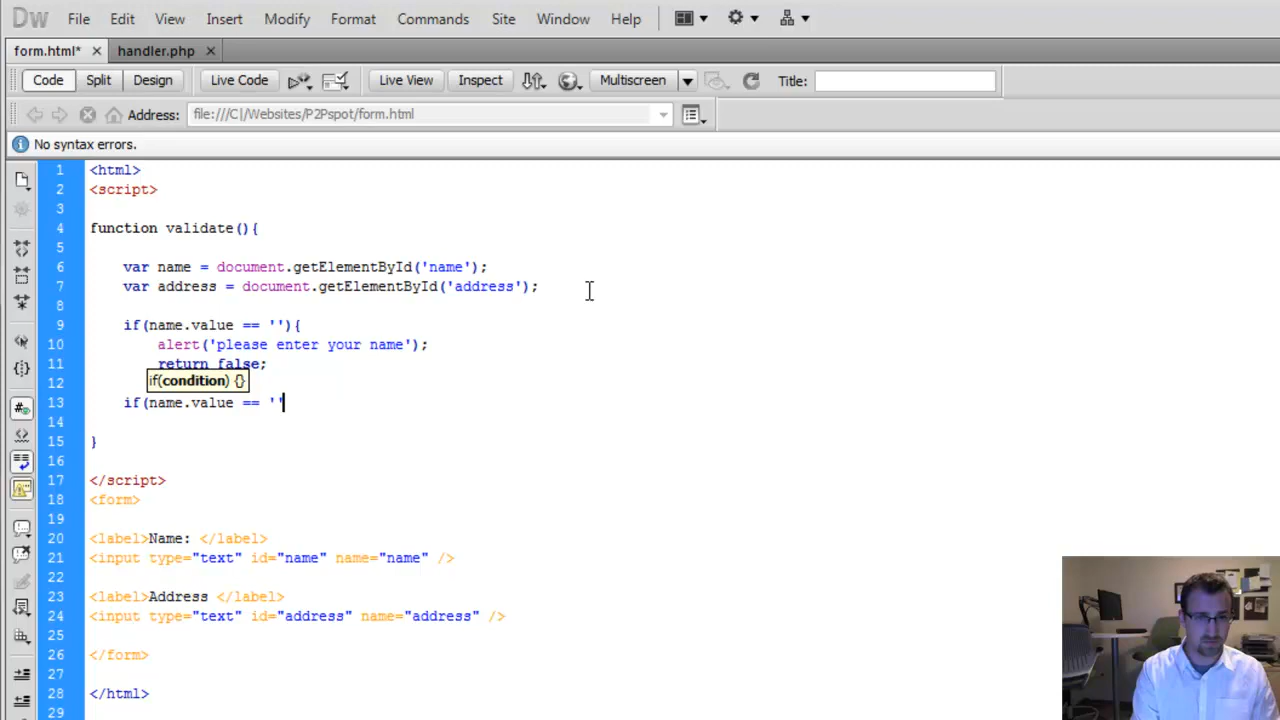 Dw File Edit View Insert Modify Format Commands Site Window Help
form.html* handler.php
Code Split Design Live Code Live View Inspect Multiscreen Title:
Address: file:///C|/Websites/P2Pspot/form.html
No syntax errors.
1 <html>
2 <script>
3
4 function validate(){
5
6 var name = document.getElementById('name');
7 var address = document.getElementById('address');
8
9 if(name.value == ''){
10 alert('please enter your name');
11 return false;
if(condition) {}
12
13 if(name.value == ''
14
15 }
16
17 </script>
18 <form>
19
20 <label>Name: </label>
21 <input type="text" id="name" name="name" />
22
23 <label>Address </label>
24 <input type="text" id="address" name="address" />
25
26 </form>
27
28 </html>
29